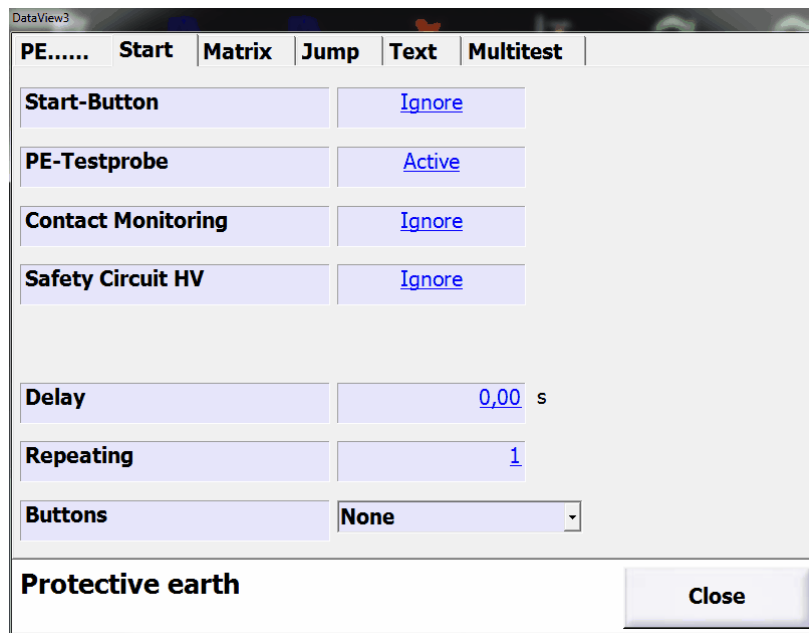 DataView3
PE...... Start Matrix Jump Text Multitest
Start-Button Ignore
PE-Testprobe Active
Contact Monitoring Ignore
Safety Circuit HV Ignore
Delay 0,00 s
Repeating 1
Buttons None
Protective earth
Close